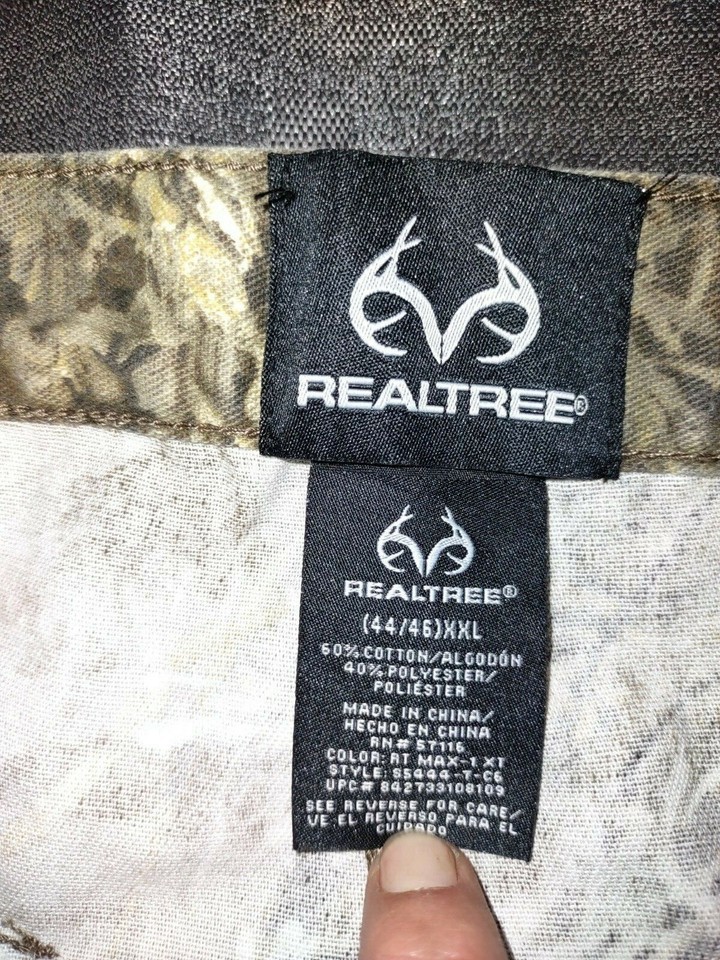 REALTREE®
REALTREE®
(44/46)XXL
60% COTTON/ALGODÓN
40% POLYESTER/
POLIÉSTER
MADE IN CHINA/
HECHO EN CHINA
RN# 57116
COLOR: RT MAX-1 XT
STYLE: S5444-T-C6
UPC# 842733108109
SEE REVERSE FOR CARE/
VE EL REVERSO PARA EL
CUIDADO